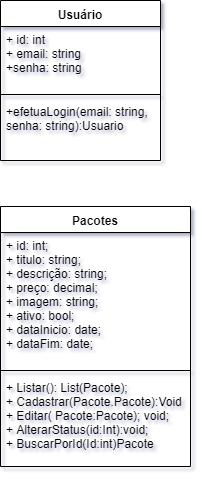 Usuário
+ id: int
+ email: string
+senha: string
+efetuaLogin(email: string,
senha: string):Usuario
Pacotes
+ id: int;
+ titulo: string;
+ descrição: string;
+ preço: decimal;
+ imagem: string;
+ ativo: bool;
+ dataInicio: date;
+ dataFim: date;
+ Listar(): List(Pacote);
+ Cadastrar(Pacote.Pacote):Void
+ Editar( Pacote:Pacote); void;
+ AlterarStatus(id:Int):void;
+ BuscarPorId(Id:int)Pacote